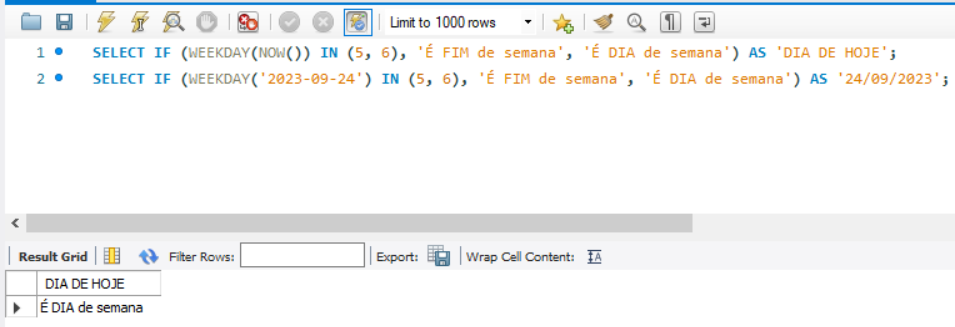 Limit to 1000 rows
1 SELECT IF (WEEKDAY(NOW()) IN (5, 6), 'É FIM de semana', 'É DIA de semana') AS 'DIA DE HOJE';
2 SELECT IF (WEEKDAY('2023-09-24') IN (5, 6), 'É FIM de semana', 'É DIA de semana') AS '24/09/2023';
Result Grid Filter Rows: Export: Wrap Cell Content: IA
DIA DE HOJE
É DIA de semana